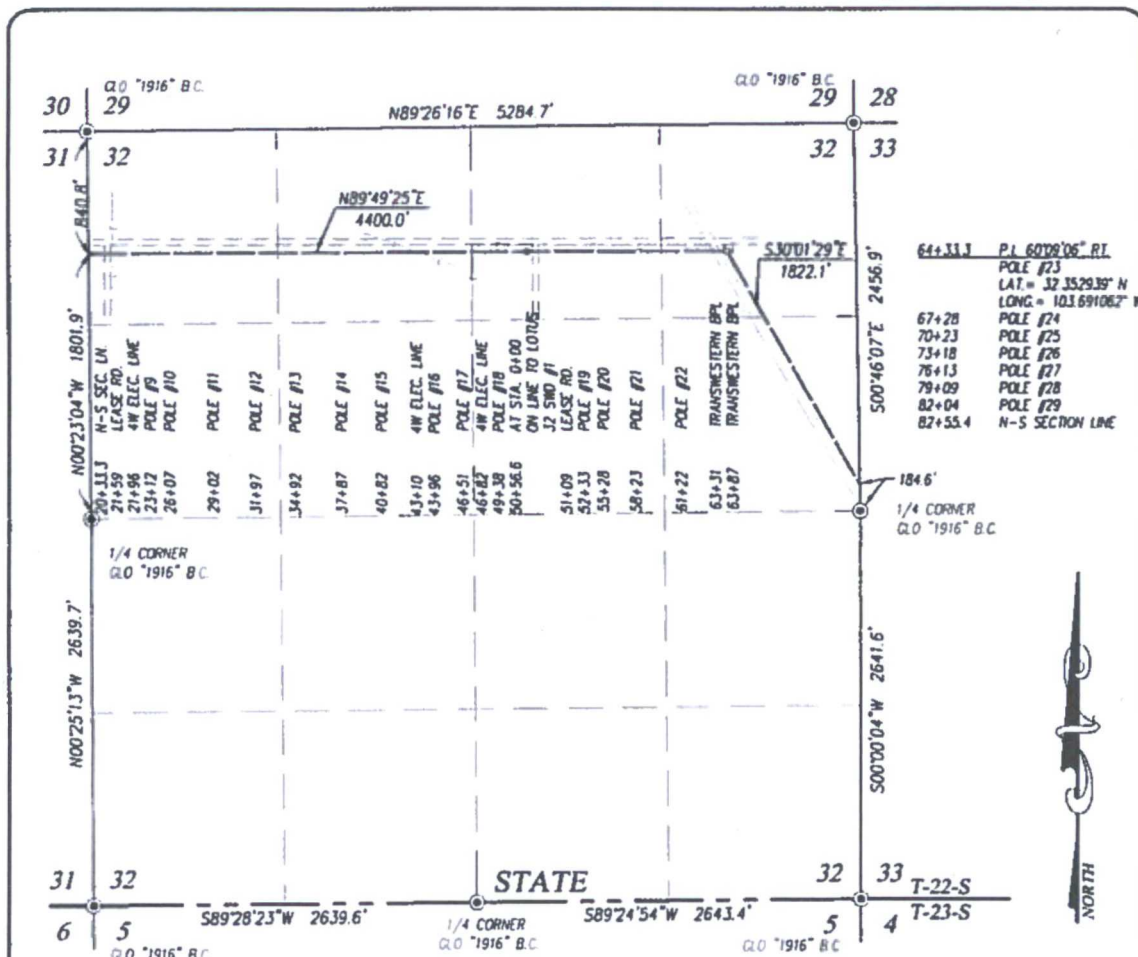 GLO "1916" B.C.
GLO "1916" B.C.
30 29
29 28
N89°26'16"E 5284.7'
31 32
32 33
840.8'
N89°49'25"E
4400.0'
S30°01'29"E
1822.1'
S00°46'07"E 2456.9'
N00°23'04"W 1801.9'
64+33.3 P.I. 60°09'06" RT.
POLE #23
LAT.= 32.352939° N
LONG.= 103.691062° W
67+28 POLE #24
70+23 POLE #25
73+18 POLE #26
76+13 POLE #27
79+09 POLE #28
82+04 POLE #29
82+55.4 N-S SECTION LINE
20+33.3 N-S SEC. LN.
21+59 LEASE RD.
21+96 4W ELEC. LINE
23+12 POLE #9
26+07 POLE #10
29+02 POLE #11
31+97 POLE #12
34+92 POLE #13
37+87 POLE #14
40+82 POLE #15
43+10 4W ELEC. LINE
43+96 POLE #16
46+51 POLE #17
46+82 4W ELEC. LINE
49+38 POLE #18
50+56.6 AT STA. 0+00
ON LINE TO LOTUS
32 SWD #1
51+09 LEASE RD.
52+33 POLE #19
55+28 POLE #20
58+23 POLE #21
61+22 POLE #22
63+31 TRANSWESTERN BPL
63+87 TRANSWESTERN BPL
184.6'
1/4 CORNER
GLO "1916" B.C.
1/4 CORNER
GLO "1916" B.C.
N00°25'13"W 2639.7'
S00°00'04"W 2641.6'
NORTH
31 32
STATE
32 33
T-22-S
S89°28'23"W 2639.6'
S89°24'54"W 2643.4'
T-23-S
6 5
1/4 CORNER
5 4
GLO "1916" B.C.
GLO "1916" B.C.
GLO "1916" B.C.